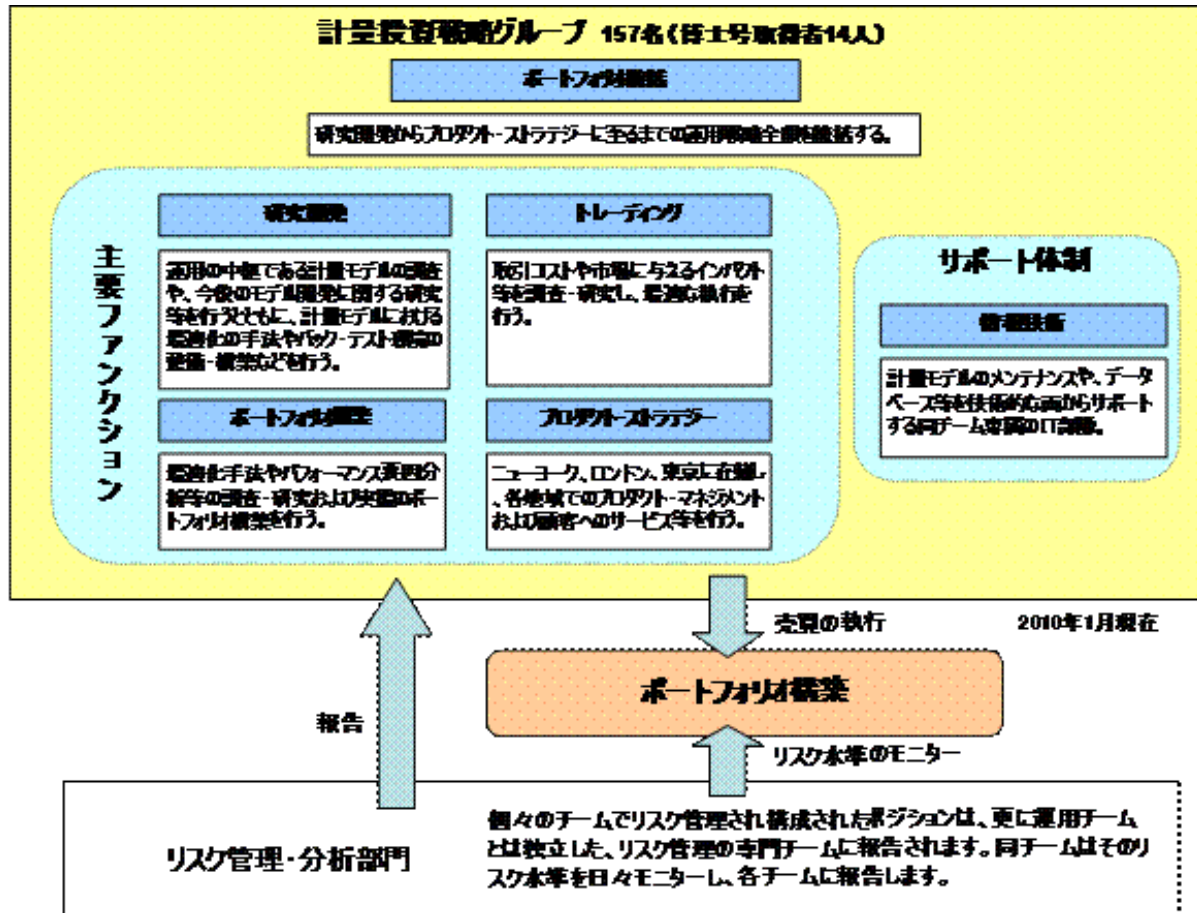 計量投資戦略グループ 157名(博士号取得者14人)
ポートフォリオ統括
研究開発からプロダクト・ストラテジーに至るまでの運用戦略全般を統括する。
主要ファンクション
研究開発
運用の中枢である計量モデルの調査
や、今後のモデル開発に関する研究
等を行うとともに、計量モデルにおける
最適化の手法やバック・テスト環境の
整備・構築などを行う。
トレーディング
取引コストや市場に与えるインパクト
等を調査・研究し、最適な執行を
行う。
ポートフォリオ構築
最適化手法やパフォーマンス要因分
析等の調査・研究および実際のポー
トフォリオ構築を行う。
プロダクト・ストラテジー
ニューヨーク、ロンドン、東京に在籍し
、各地域でのプロダクト・マネジメント
および顧客へのサービス等を行う。
サポート体制
管理技術
計量モデルのメンテナンスや、データ
ベース等を技術的な面からサポート
する同チーム専属のIT部隊。
売買の執行
2010年1月現在
ポートフォリオ構築
報告
リスク水準のモニター
リスク管理・分析部門
個々のチームでリスク管理され構成されたポジションは、更に運用チーム
とは独立した、リスク管理の専門チームに報告されます。同チームはそのリ
スク水準を日々モニターし、各チームに報告します。